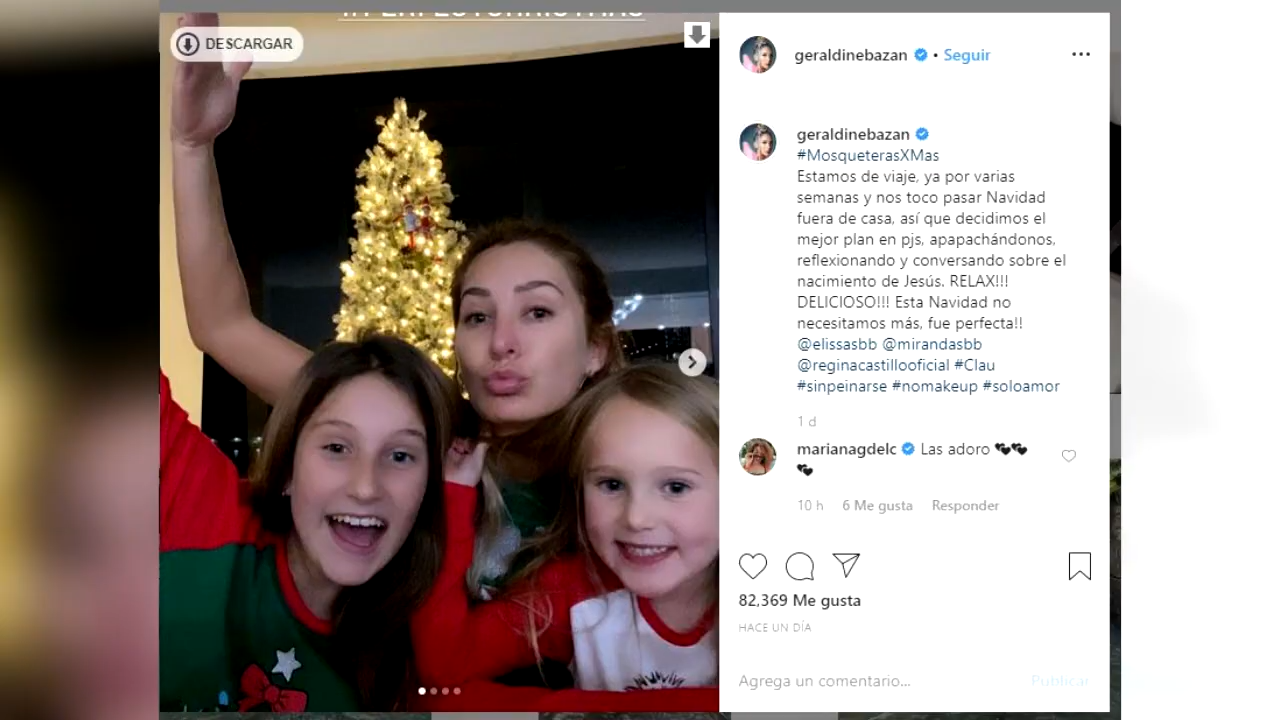 DESCARGAR
geraldinebazan • Seguir
geraldinebazan
#MosqueterasXMas
Estamos de viaje, ya por varias
semanas y nos toco pasar Navidad
fuera de casa, así que decidimos el
mejor plan en pjs, apapachándonos,
reflexionando y conversando sobre el
nacimiento de Jesús. RELAX!!!
DELICIOSO!!! Esta Navidad no
necesitamos más, fue perfecta!!
@elissasbb @mirandasbb
@reginacastillooficial #Clau
#sinpeinarse #nomakeup #soloamor
1 d
marianagdelc Las adoro
10 h 6 Me gusta Responder
82,369 Me gusta
HACE UN DÍA
Agrega un comentario... Publicar